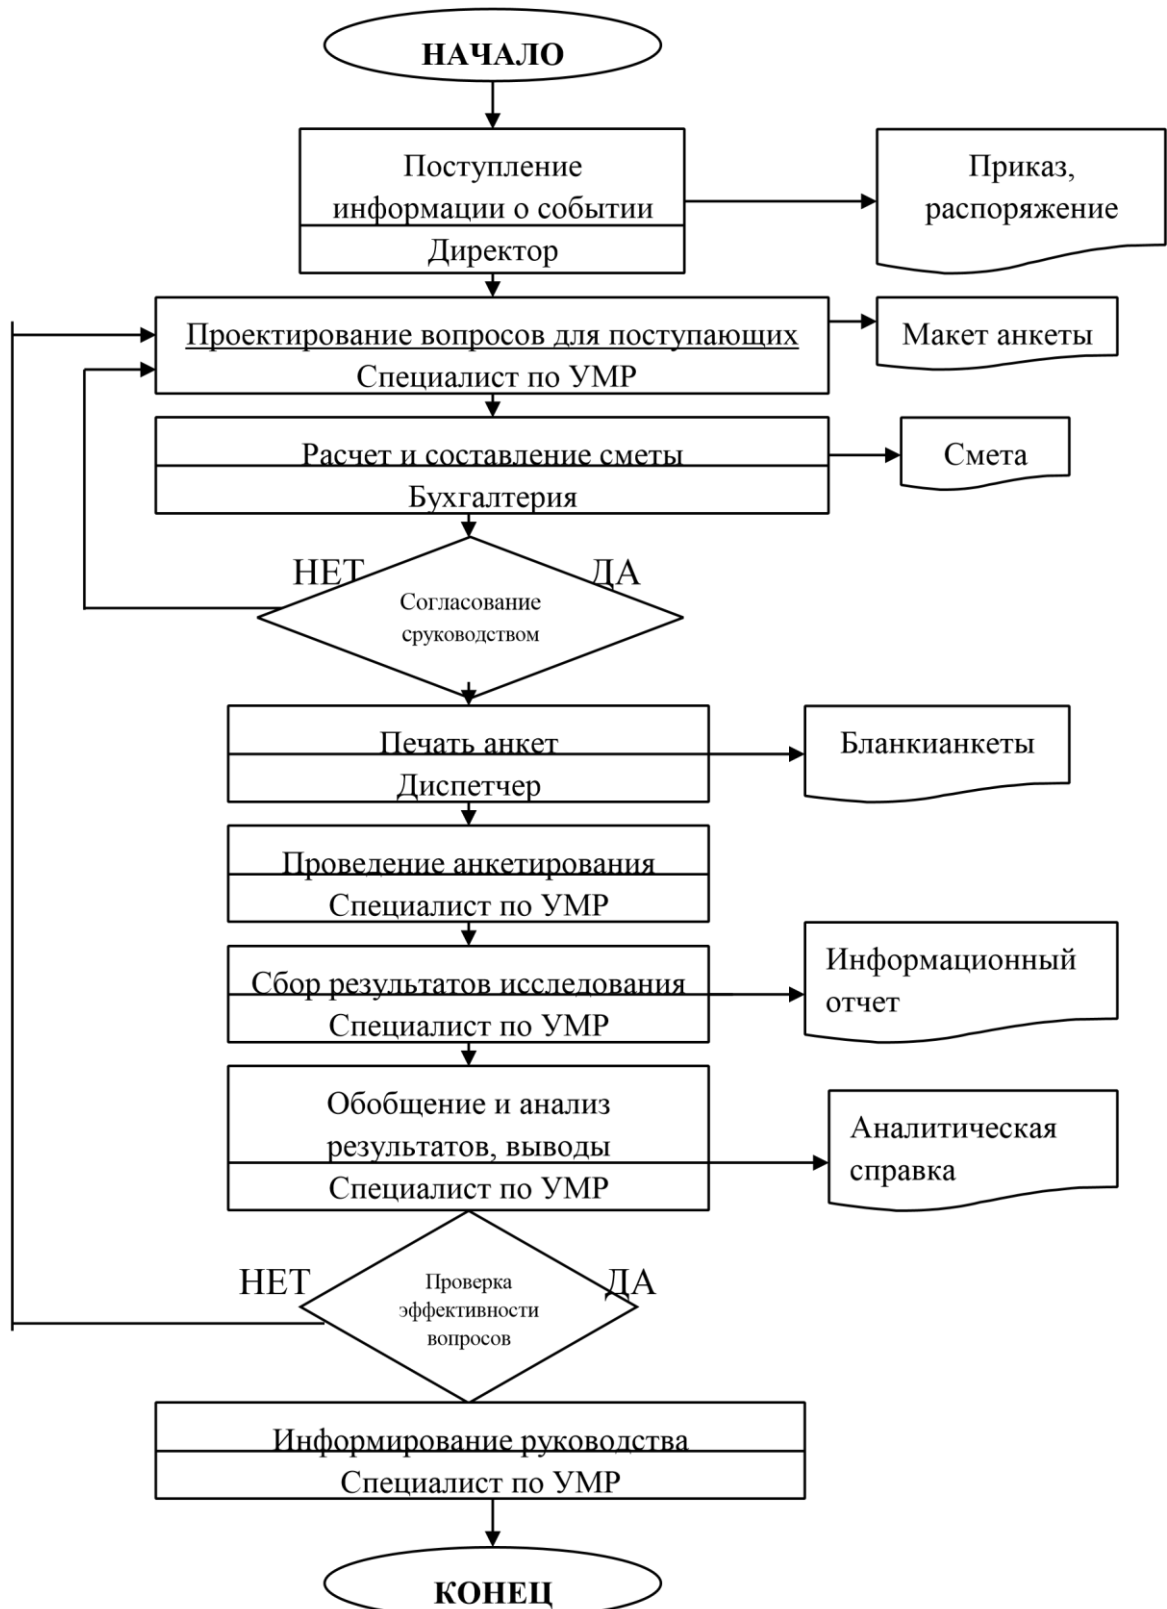 НАЧАЛО
Поступление
информации о событии
Директор
Приказ,
распоряжение
Проектирование вопросов для поступающих
Специалист по УМР
Макет анкеты
Расчет и составление сметы
Бухгалтерия
Смета
НЕТ
ДА
Согласование
сруководством
Печать анкет
Диспетчер
Бланкианкеты
Проведение анкетирования
Специалист по УМР
Сбор результатов исследования
Специалист по УМР
Информационный
отчет
Обобщение и анализ
результатов, выводы
Специалист по УМР
Аналитическая
справка
НЕТ
ДА
Проверка
эффективности
вопросов
Информирование руководства
Специалист по УМР
КОНЕЦ